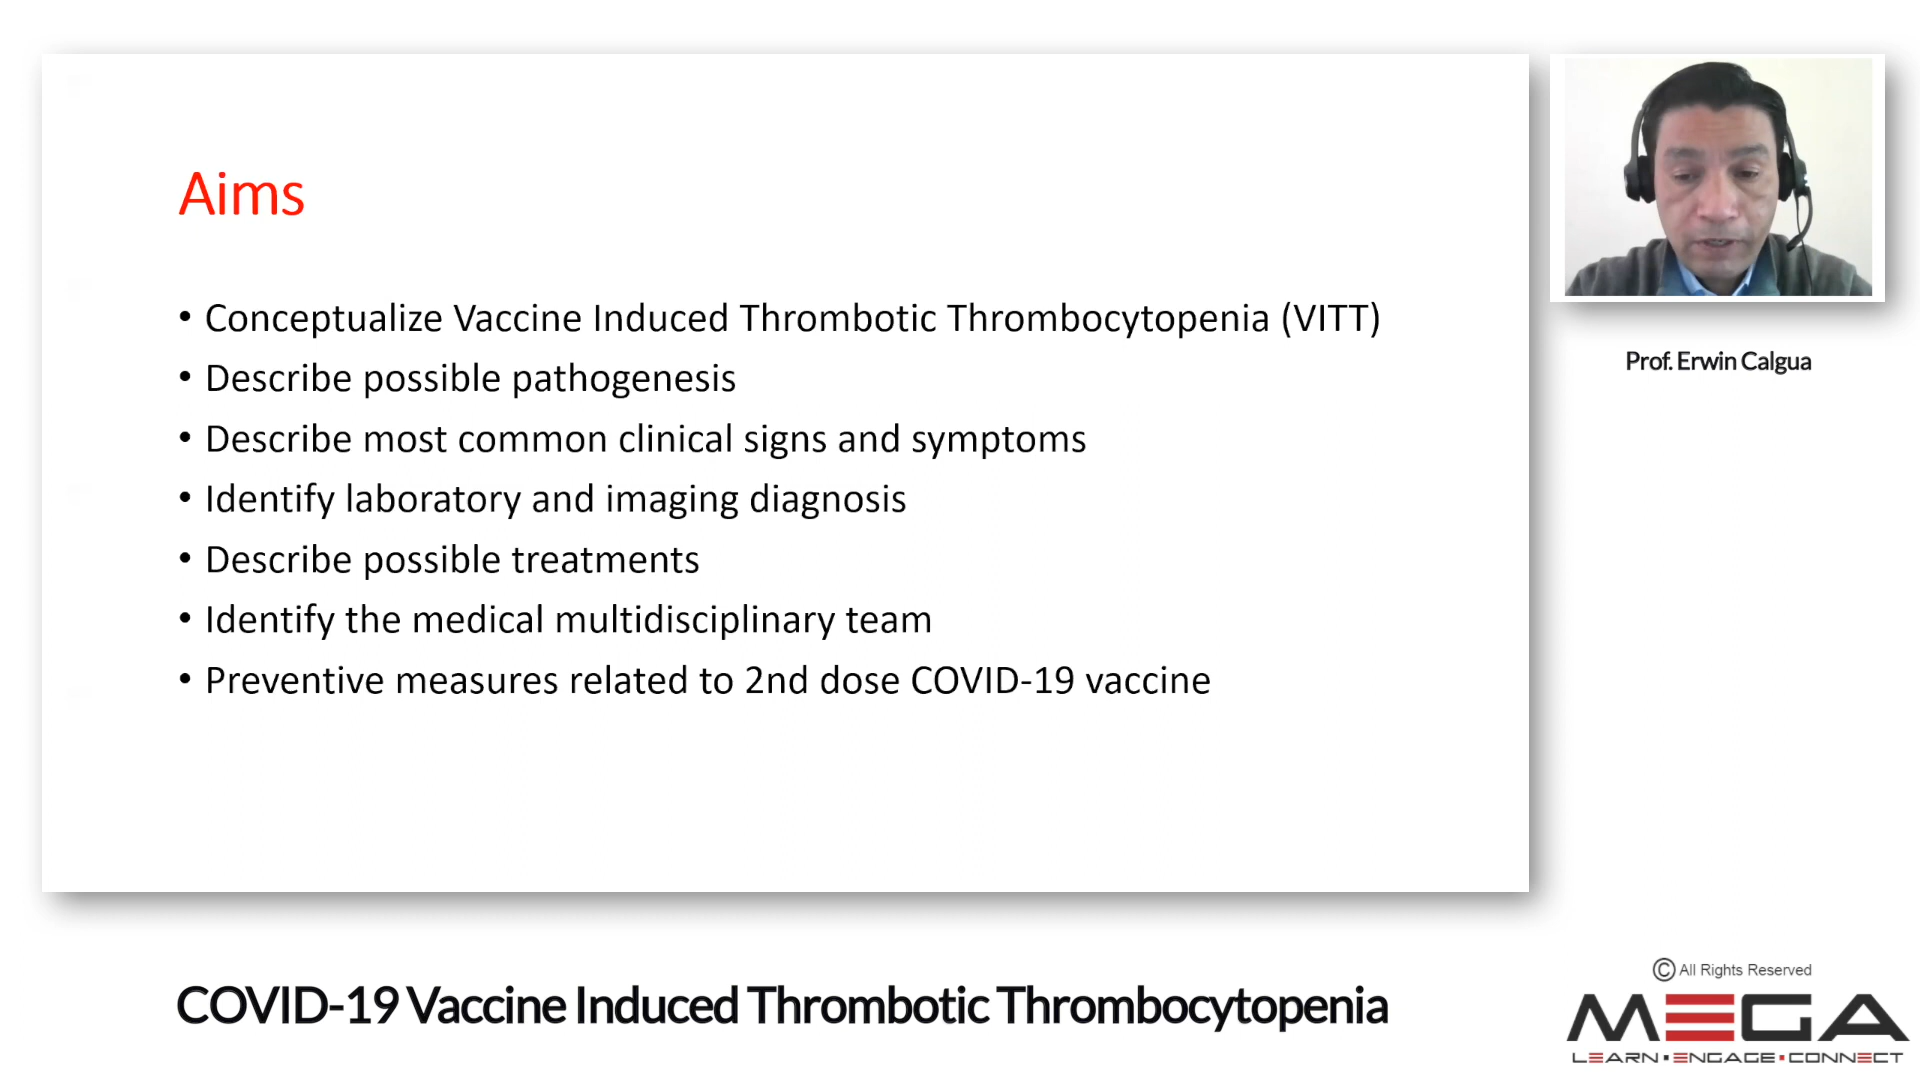 Aims
• Conceptualize Vaccine Induced Thrombotic Thrombocytopenia (VITT)
• Describe possible pathogenesis
• Describe most common clinical signs and symptoms
• Identify laboratory and imaging diagnosis
• Describe possible treatments
• Identify the medical multidisciplinary team
• Preventive measures related to 2nd dose COVID-19 vaccine
Prof. Erwin Calgua
COVID-19 Vaccine Induced Thrombotic Thrombocytopenia
© All Rights Reserved
MEGA
LEARN▪ENGAGE▪CONNECT